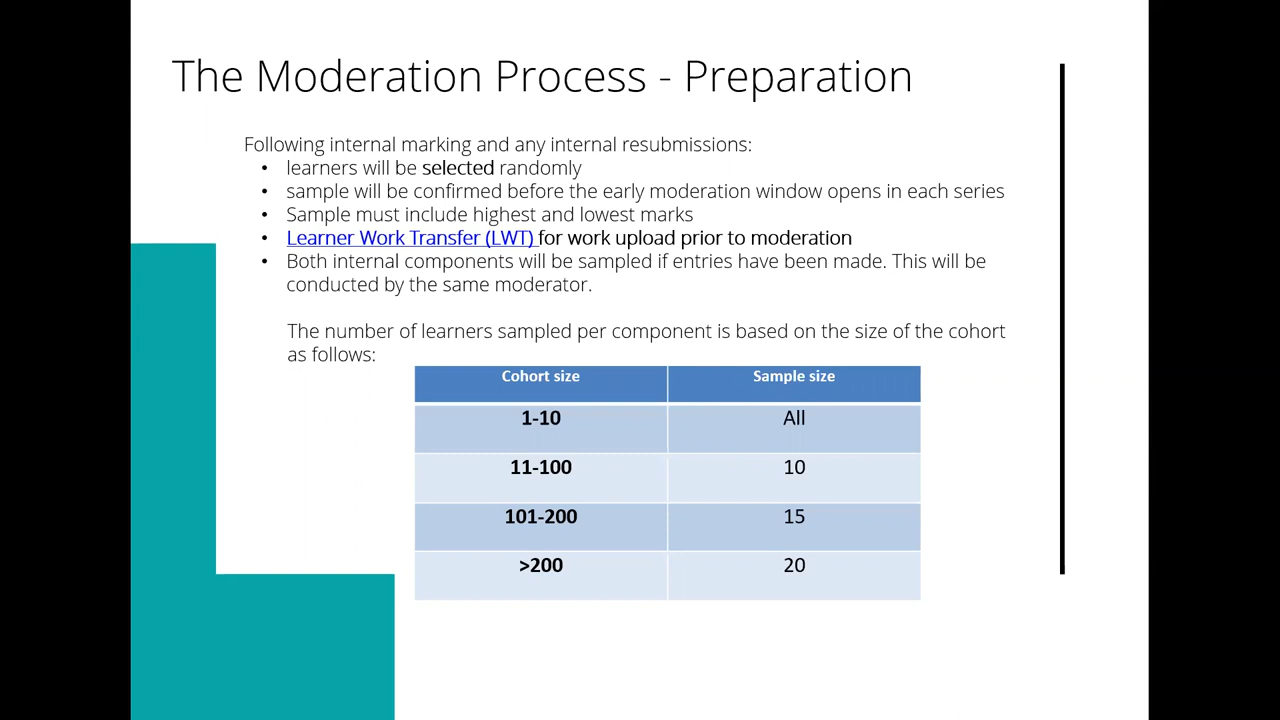 The Moderation Process - Preparation
Following internal marking and any internal resubmissions:
• learners will be selected randomly
• sample will be confirmed before the early moderation window opens in each series
• Sample must include highest and lowest marks
• Learner Work Transfer (LWT) for work upload prior to moderation
• Both internal components will be sampled if entries have been made. This will be
conducted by the same moderator.
The number of learners sampled per component is based on the size of the cohort
as follows:
Cohort size Sample size
1-10 All
11-100 10
101-200 15
>200 20